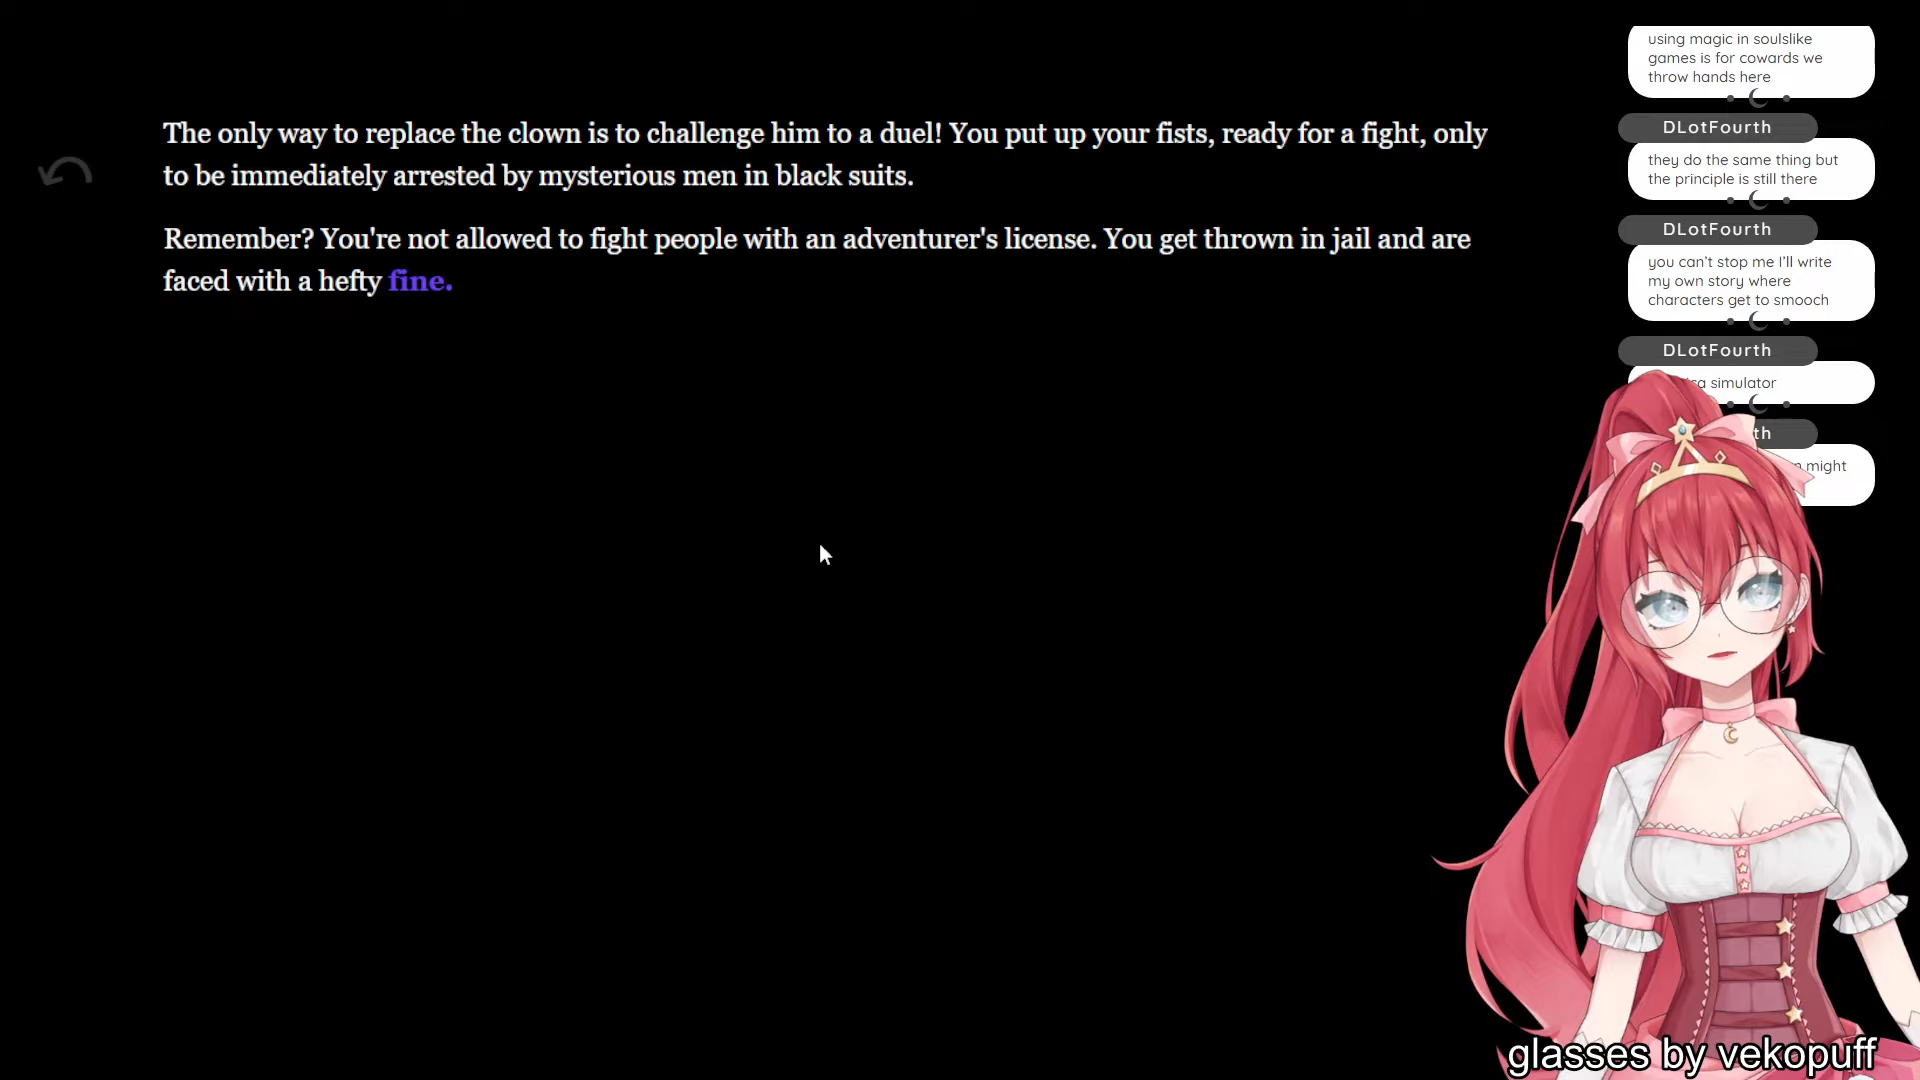 The only way to replace the clown is to challenge him to a duel! You put up your fists, ready for a fight, only
to be immediately arrested by mysterious men in black suits.
Remember? You're not allowed to fight people with an adventurer's license. You get thrown in jail and are
faced with a hefty fine.
using magic in soulslike
games is for cowards we
throw hands here
DLotFourth
they do the same thing but
the principle is still there
DLotFourth
you can't stop me I'll write
my own story where
characters get to smooch
DLotFourth
simulator
might
glasses by vekopuff